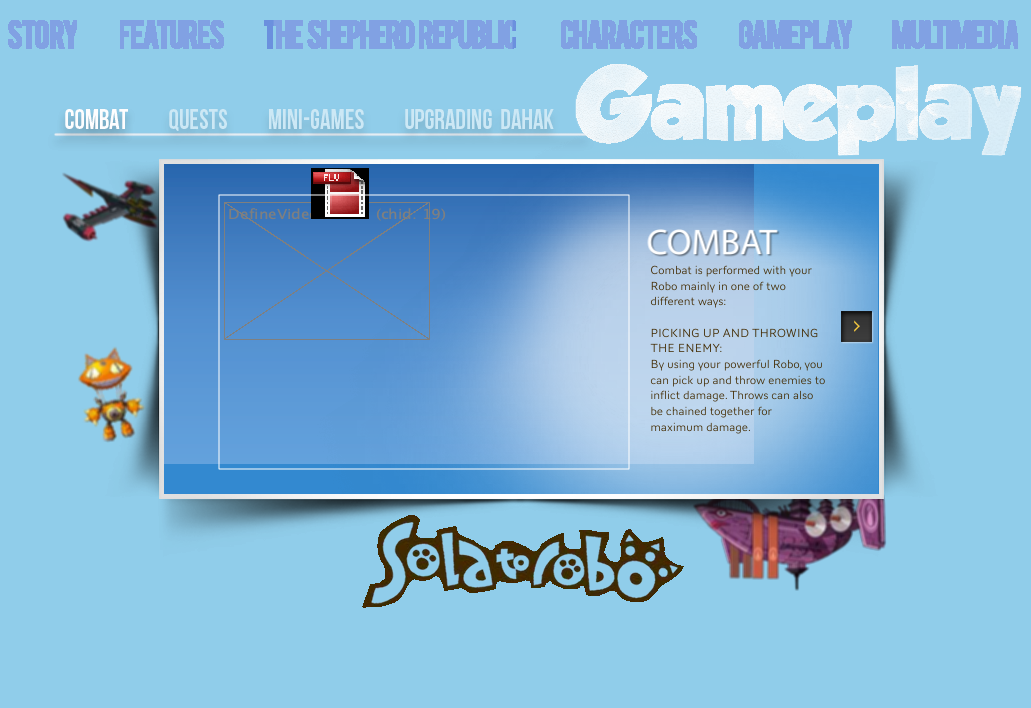 STORY FEATURES THE SHEPHERD REPUBLIC CHARACTERS GAMEPLAY MULTIMEDIA
Gameplay
COMBAT QUESTS MINI-GAMES UPGRADING DAHAK
FLV
DefineVide (chid: 19)
COMBAT
Combat is performed with your
Robo mainly in one of two
different ways:
PICKING UP AND THROWING
THE ENEMY:
By using your powerful Robo, you
can pick up and throw enemies to
inflict damage. Throws can also
be chained together for
maximum damage.
Solatorobo